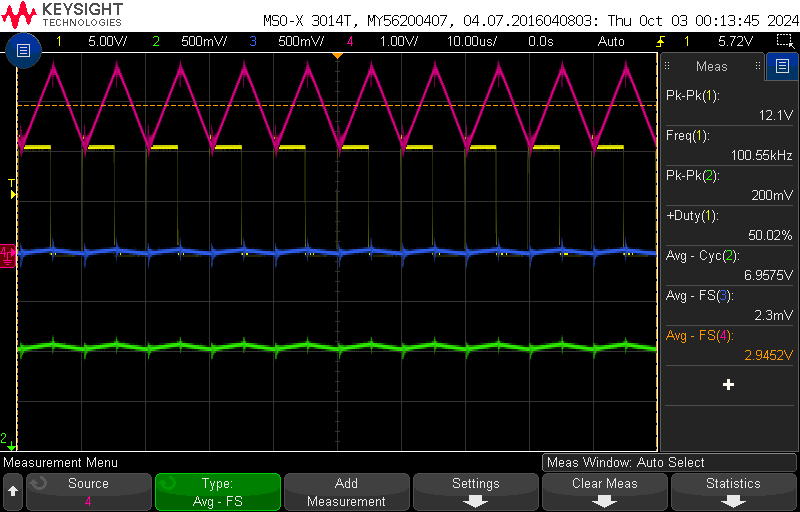 KEYSIGHT
TECHNOLOGIES
MSO-X 3014T, MY56200407, 04.07.2016040803: Thu Oct 03 00:13:45 2024
1 5.00V/ 2 500mV/ 3 500mV/ 4 1.00V/ 10.00us/ 0.0s Auto 1 5.72V
Meas
Pk-Pk(1):
12.1V
Freq(1):
100.55kHz
Pk-Pk(2):
200mV
+Duty(1):
50.02%
Avg - Cyc(2):
6.9575V
Avg - FS(3):
2.3mV
Avg - FS(4):
2.9452V
T
4
2
Measurement Menu
Meas Window: Auto Select
Source
4
Type:
Avg - FS
Add
Measurement
Settings
Clear Meas
Statistics